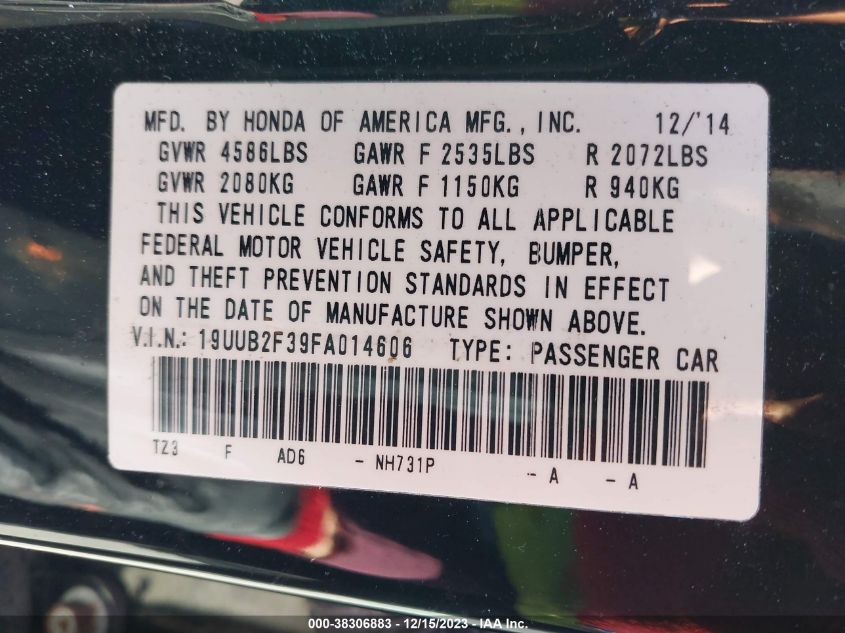 MFD. BY HONDA OF AMERICA MFG., INC. 12/'14
GVWR 4586LBS GAWR F 2535LBS R 2072LBS
GVWR 2080KG GAWR F 1150KG R 940KG
THIS VEHICLE CONFORMS TO ALL APPLICABLE
FEDERAL MOTOR VEHICLE SAFETY, BUMPER,
AND THEFT PREVENTION STANDARDS IN EFFECT
ON THE DATE OF MANUFACTURE SHOWN ABOVE.
V.I.N.: 19UUB2F39FA014606 TYPE: PASSENGER CAR
TZ3 F AD6 - NH731P - A - A
000-38306883 - 12/15/2023 - IAA Inc.